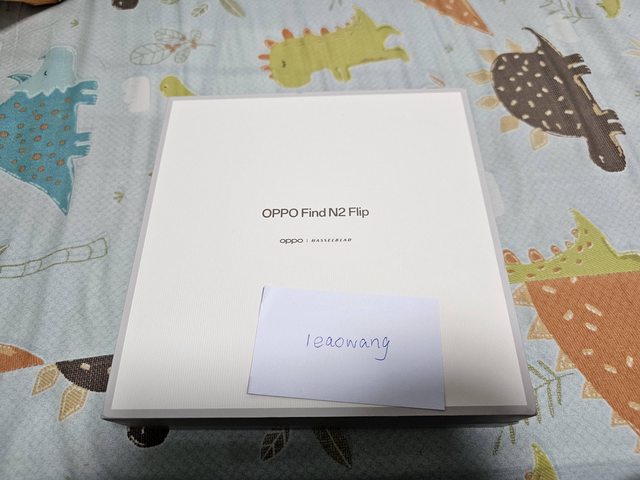 OPPO Find N2 Flip
oppo | HASSELBLAD
leaowang